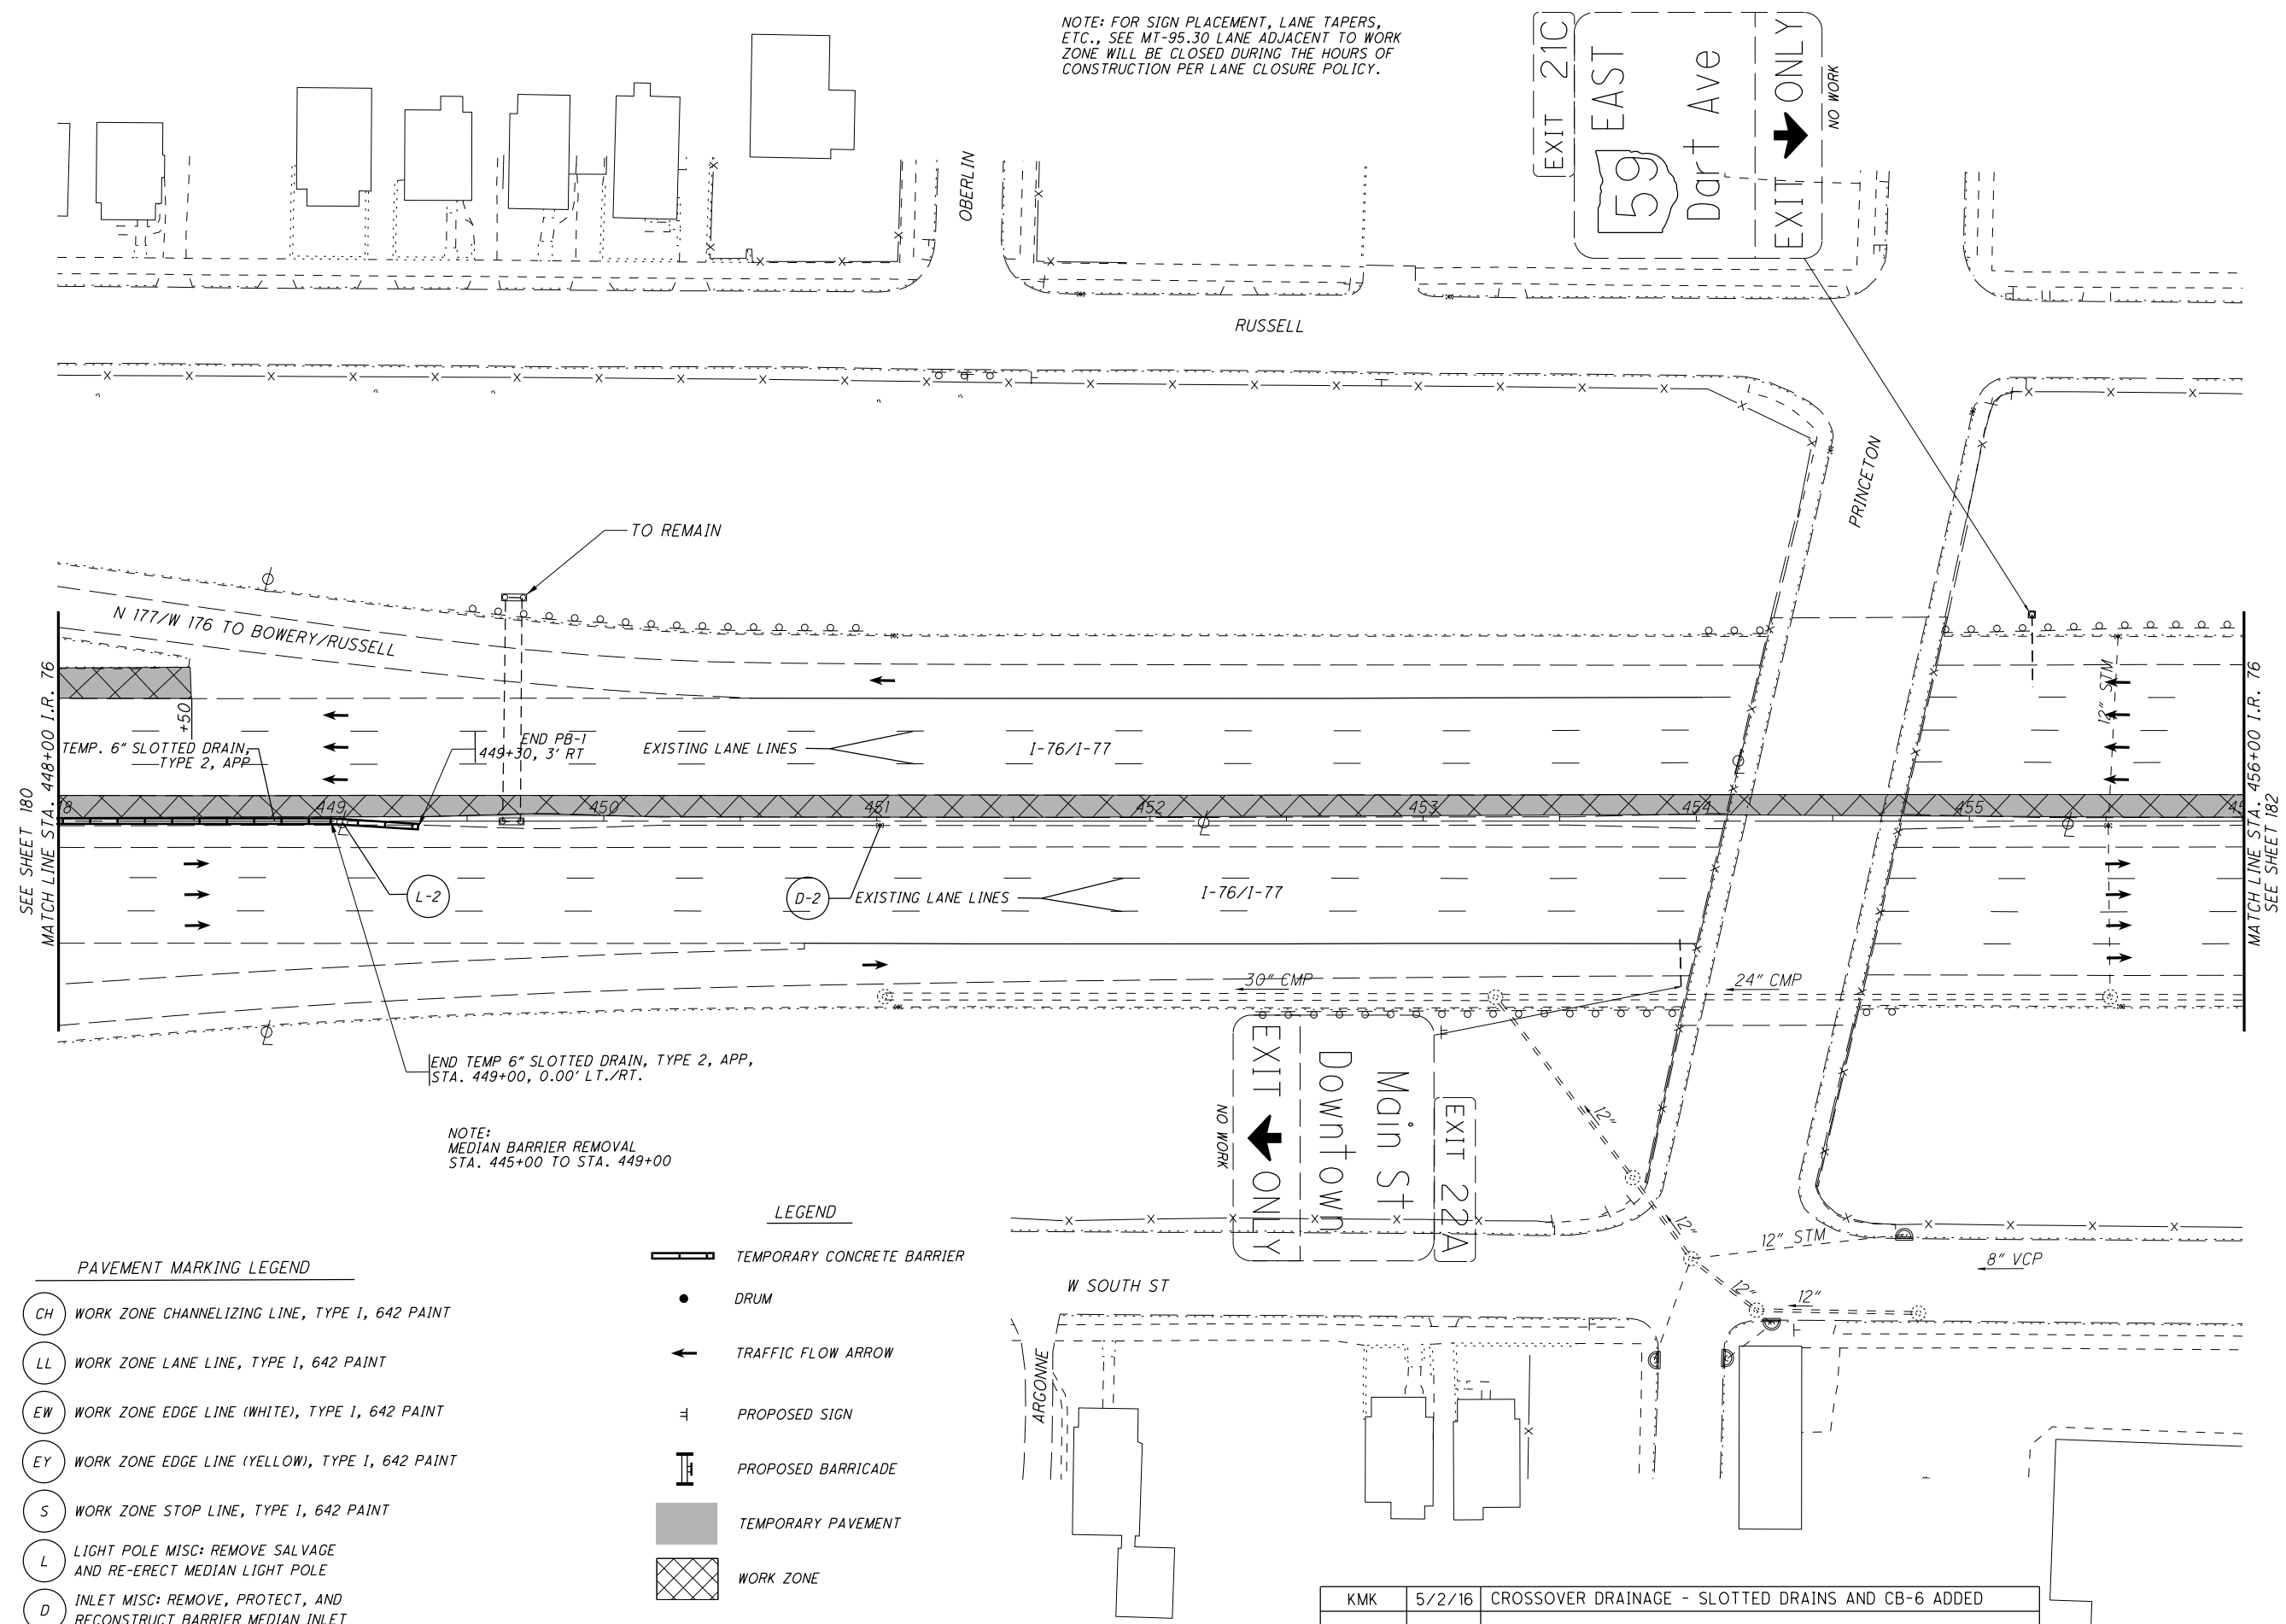 NOTE: FOR SIGN PLACEMENT, LANE TAPERS,
ETC., SEE MT-95.30 LANE ADJACENT TO WORK
ZONE WILL BE CLOSED DURING THE HOURS OF
CONSTRUCTION PER LANE CLOSURE POLICY.
EXIT 21C
59 EAST
Dart Ave
EXIT ONLY
NO WORK
OBERLIN
RUSSELL
PRINCETON
TO REMAIN
N 177/W 176 TO BOWERY/RUSSELL
SEE SHEET 180
MATCH LINE STA. 448+00 I.R. 76
+50
TEMP. 6" SLOTTED DRAIN,
TYPE 2, APP
END PB-1
449+30, 3' RT
EXISTING LANE LINES
I-76/I-77
12" STM
8
449
450
451
452
453
454
455
45
MATCH LINE STA. 456+00 I.R. 76
SEE SHEET 182
L-2
D-2
EXISTING LANE LINES
I-76/I-77
30" CMP
24" CMP
END TEMP 6" SLOTTED DRAIN, TYPE 2, APP,
STA. 449+00, 0.00' LT./RT.
NOTE:
MEDIAN BARRIER REMOVAL
STA. 445+00 TO STA. 449+00
EXIT 22A
Main St
Downtown
EXIT ONLY
NO WORK
12"
12"
12" STM
8" VCP
12"
12"
W SOUTH ST
ARGONNE
LEGEND
TEMPORARY CONCRETE BARRIER
DRUM
TRAFFIC FLOW ARROW
PROPOSED SIGN
PROPOSED BARRICADE
TEMPORARY PAVEMENT
WORK ZONE
PAVEMENT MARKING LEGEND
CH WORK ZONE CHANNELIZING LINE, TYPE I, 642 PAINT
LL WORK ZONE LANE LINE, TYPE I, 642 PAINT
EW WORK ZONE EDGE LINE (WHITE), TYPE I, 642 PAINT
EY WORK ZONE EDGE LINE (YELLOW), TYPE I, 642 PAINT
S WORK ZONE STOP LINE, TYPE I, 642 PAINT
L LIGHT POLE MISC: REMOVE SALVAGE
AND RE-ERECT MEDIAN LIGHT POLE
D INLET MISC: REMOVE, PROTECT, AND
RECONSTRUCT BARRIER MEDIAN INLET
KMK 5/2/16 CROSSOVER DRAINAGE - SLOTTED DRAINS AND CB-6 ADDED